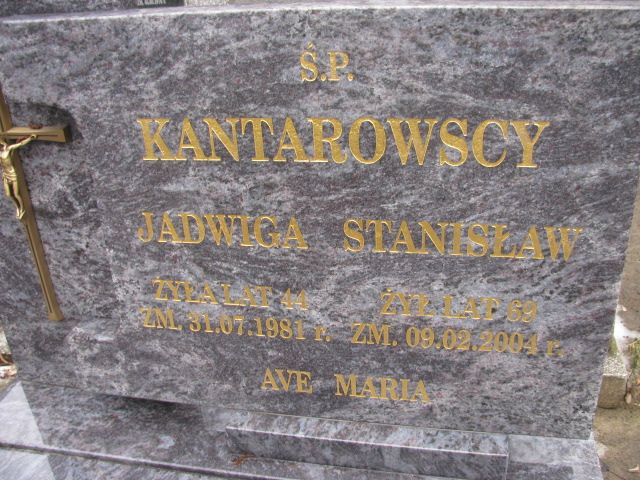 Ś.P.
KANTAROWSCY
JADWIGA STANISŁAW
ŻYŁA LAT 44 ŻYŁ LAT 69
ZM. 31.07.1981 r. ZM. 09.02.2004 r.
AVE MARIA